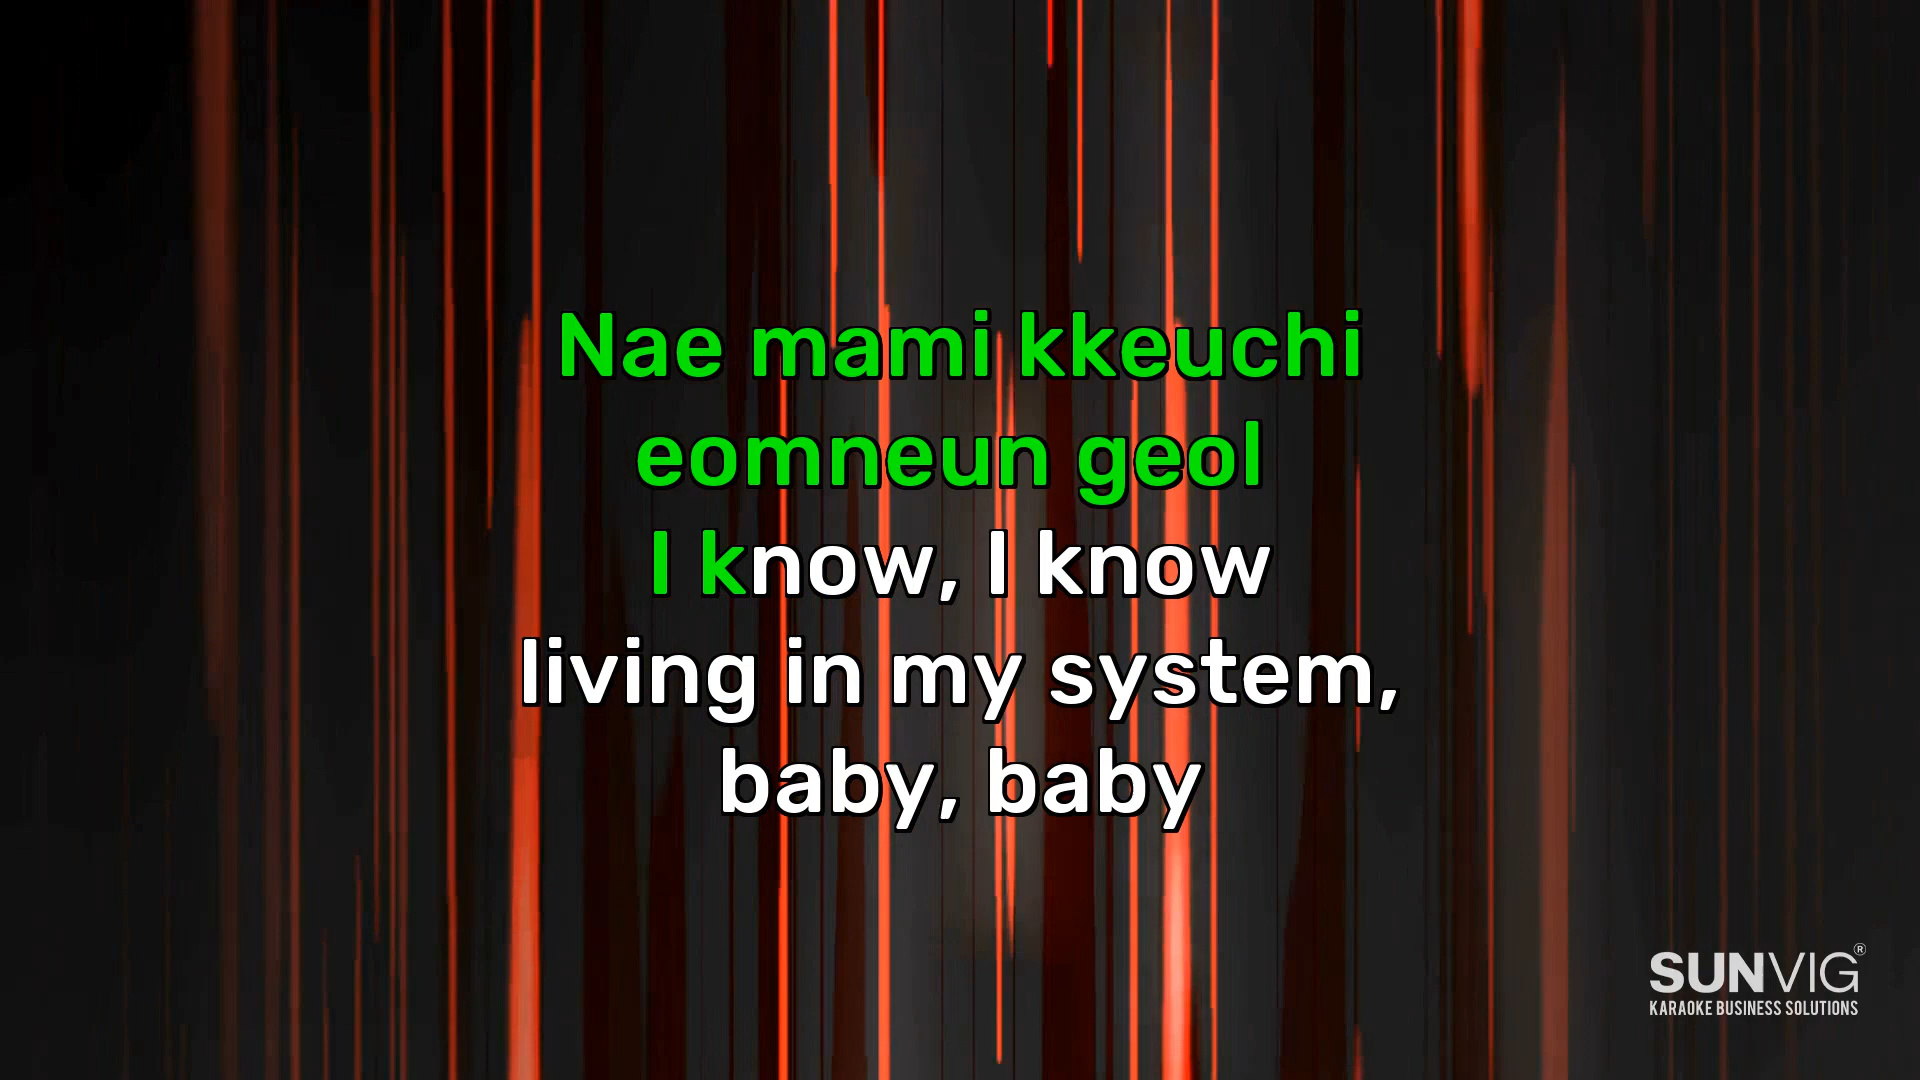 Nae mami kkeuchi
eomneun geol
I know, I know
living in my system,
baby, baby
SUNVIG®
KARAOKE BUSINESS SOLUTIONS